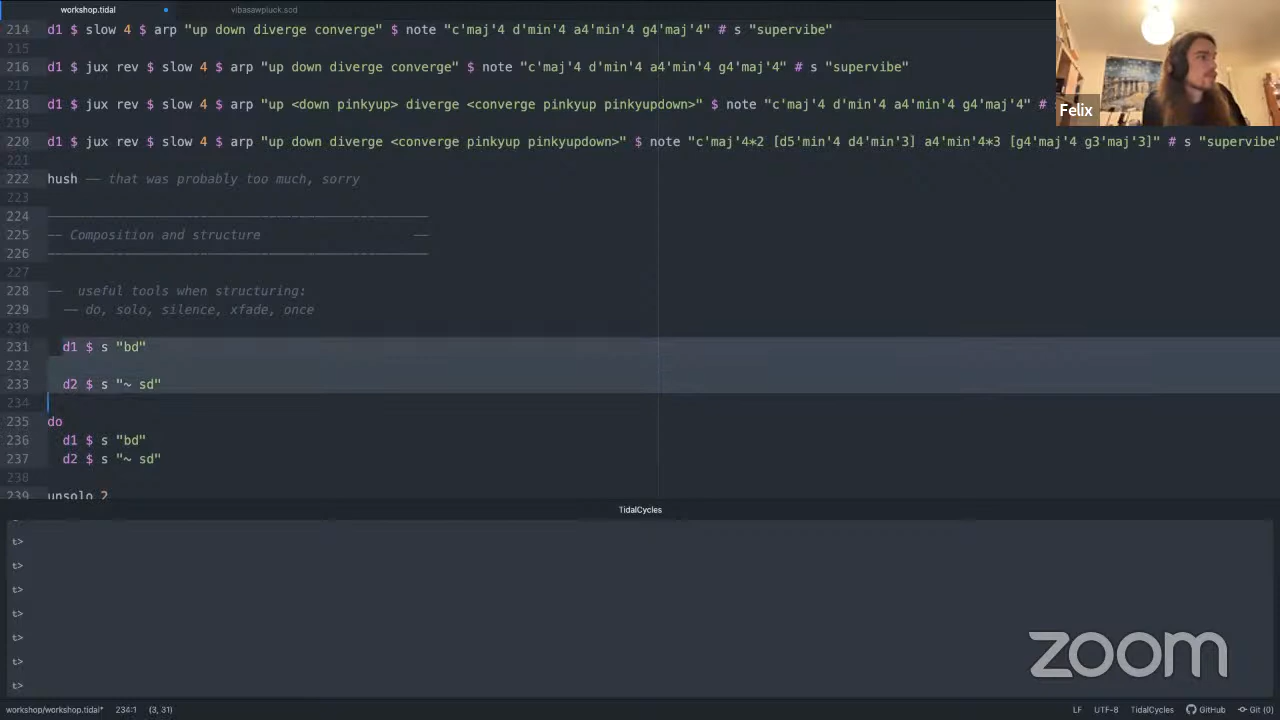 workshop.tidal
vibasawpluck.scd
214 d1 $ slow 4 $ arp "up down diverge converge" $ note "c'maj'4 d'min'4 a4'min'4 g4'maj'4" # s "supervibe"
215
216 d1 $ jux rev $ slow 4 $ arp "up down diverge converge" $ note "c'maj'4 d'min'4 a4'min'4 g4'maj'4" # s "supervibe"
217
218 d1 $ jux rev $ slow 4 $ arp "up <down pinkyup> diverge <converge pinkyup pinkyupdown>" $ note "c'maj'4 d'min'4 a4'min'4 g4'maj'4" #
219
220 d1 $ jux rev $ slow 4 $ arp "up down diverge <converge pinkyup pinkyupdown>" $ note "c'maj'4*2 [d5'min'4 d4'min'3] a4'min'4*3 [g4'maj'4 g3'maj'3]" # s "supervibe"
221
222 hush -- that was probably too much, sorry
223
224
225 -- Composition and structure --
226
227
228 -- useful tools when structuring:
229 -- do, solo, silence, xfade, once
230
231 d1 $ s "bd"
232
233 d2 $ s "~ sd"
234
235 do
236 d1 $ s "bd"
237 d2 $ s "~ sd"
238
239 unsolo 2
Felix
TidalCycles
t>
t>
t>
t>
t>
t>
t>
zoom
workshop/workshop.tidal* 234:1 (3, 31) LF UTF-8 TidalCycles GitHub Git (0)